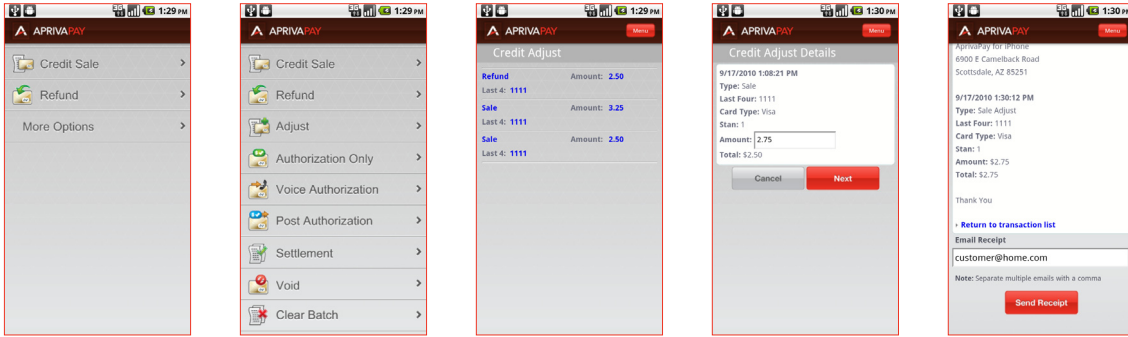 3G
1:29 PM
APRIVAPAY
Credit Sale
Refund
More Options
3G
1:29 PM
APRIVAPAY
Credit Sale
Refund
Adjust
Authorization Only
Voice Authorization
Post Authorization
Settlement
Void
Clear Batch
3G
1:29 PM
APRIVAPAY
Menu
Credit Adjust
Refund Amount: 2.50
Last 4: 1111
Sale Amount: 3.25
Last 4: 1111
Sale Amount: 2.50
Last 4: 1111
3G
1:30 PM
APRIVAPAY
Menu
Credit Adjust Details
9/17/2010 1:08:21 PM
Type: Sale
Last Four: 1111
Card Type: Visa
Stan: 1
Amount: 2.75
Total: $2.50
Cancel Next
3G
1:30 PM
APRIVAPAY
Menu
AprivaPay for iPhone
6900 E Camelback Road
Scottsdale, AZ 85251
9/17/2010 1:30:12 PM
Type: Sale Adjust
Last Four: 1111
Card Type: Visa
Stan: 1
Amount: $2.75
Total: $2.75
Thank You
› Return to transaction list
Email Receipt
customer@home.com
Note: Separate multiple emails with a comma
Send Receipt